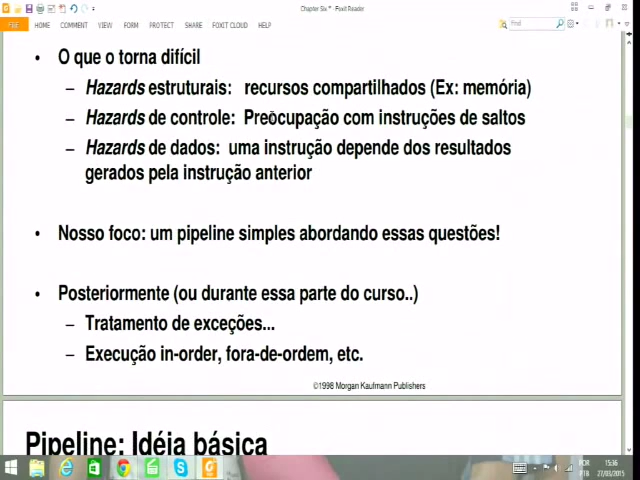 Chapter Six * - Foxit Reader
FILE HOME COMMENT VIEW FORM PROTECT SHARE FOXIT CLOUD HELP
Find
• O que o torna difícil
– Hazards estruturais: recursos compartilhados (Ex: memória)
– Hazards de controle: Preocupação com instruções de saltos
– Hazards de dados: uma instrução depende dos resultados
gerados pela instrução anterior
• Nosso foco: um pipeline simples abordando essas questões!
• Posteriormente (ou durante essa parte do curso..)
– Tratamento de exceções...
– Execução in-order, fora-de-ordem, etc.
©1998 Morgan Kaufmann Publishers
Pipeline: Idéia básica
POR 15:36
PTB 27/03/2015